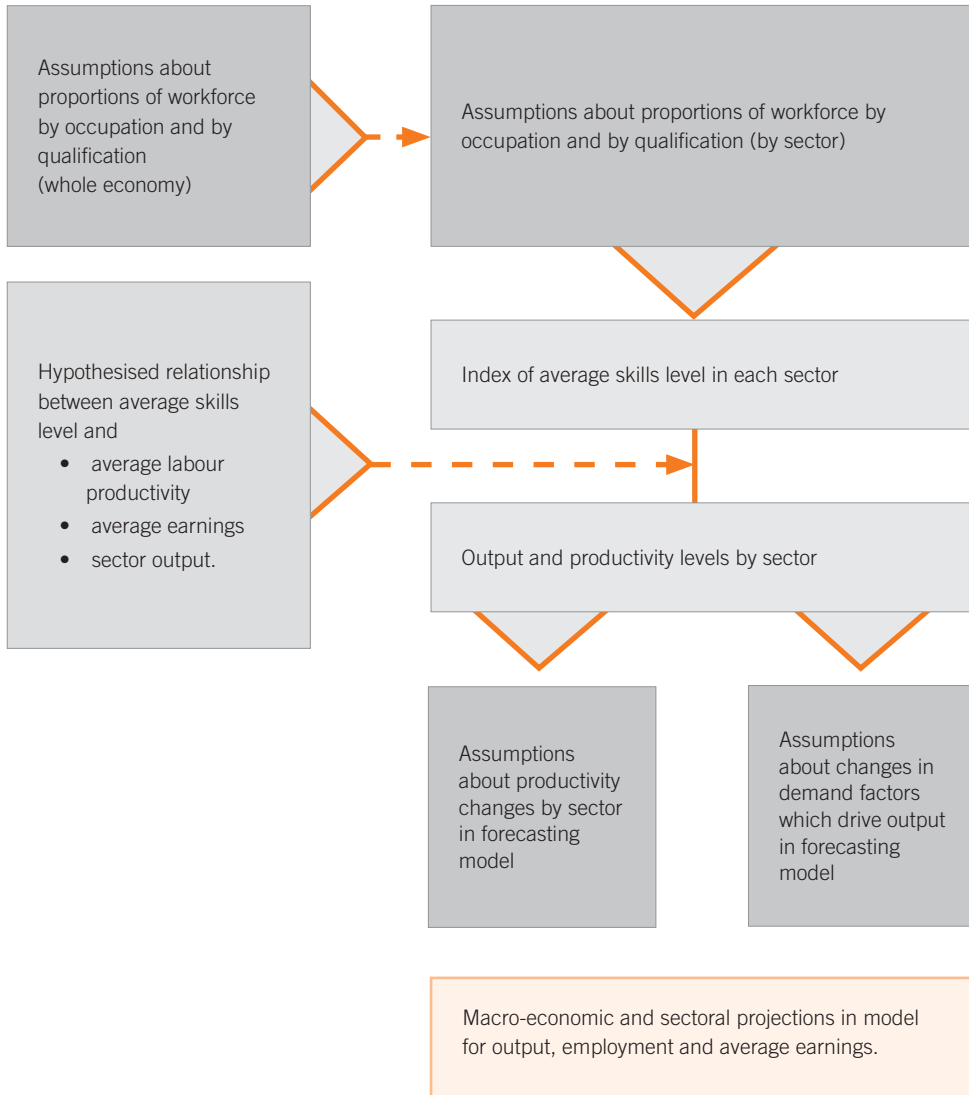 Assumptions about
proportions of workforce
by occupation and by
qualification
(whole economy)
Assumptions about proportions of workforce by
occupation and by qualification (by sector)
Hypothesised relationship
between average skills
level and
• average labour
productivity
• average earnings
• sector output.
Index of average skills level in each sector
Output and productivity levels by sector
Assumptions
about productivity
changes by sector
in forecasting
model
Assumptions
about changes in
demand factors
which drive output
in forecasting
model
Macro-economic and sectoral projections in model
for output, employment and average earnings.